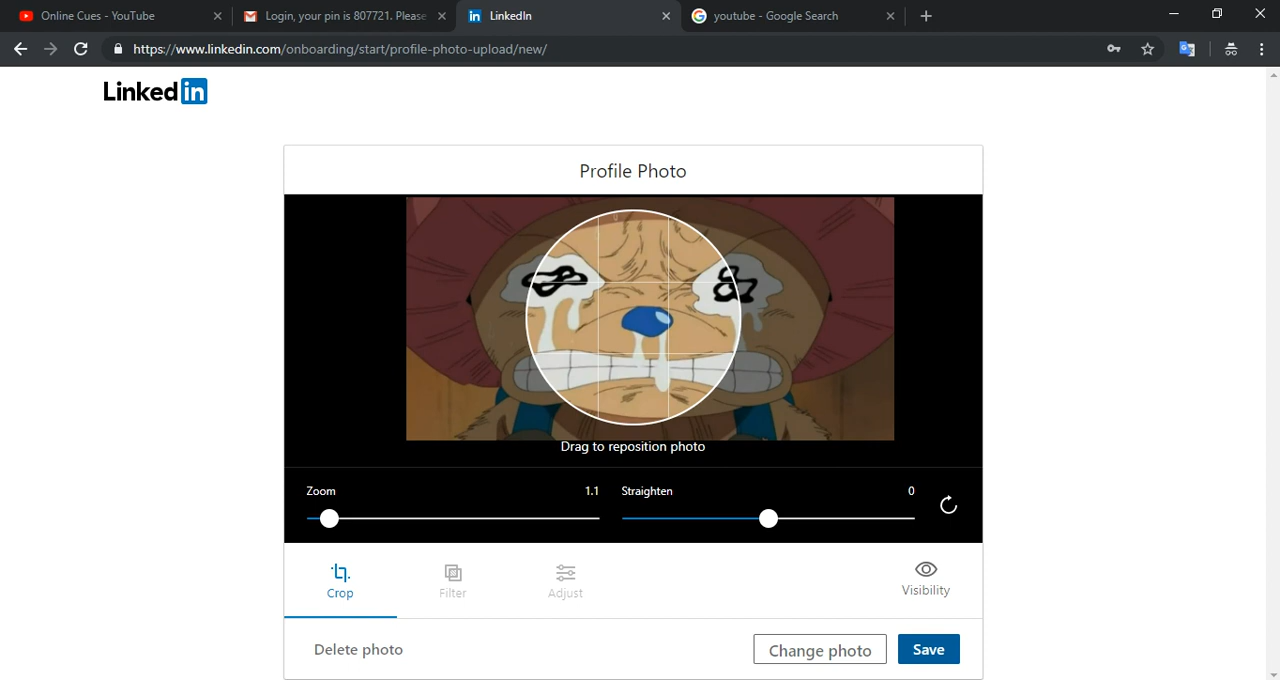 Online Cues - YouTube
Login, your pin is 807721. Please
LinkedIn
youtube - Google Search
https://www.linkedin.com/onboarding/start/profile-photo-upload/new/
Linked in
Profile Photo
Drag to reposition photo
Zoom 1.1 Straighten 0
Crop Filter Adjust Visibility
Delete photo Change photo Save